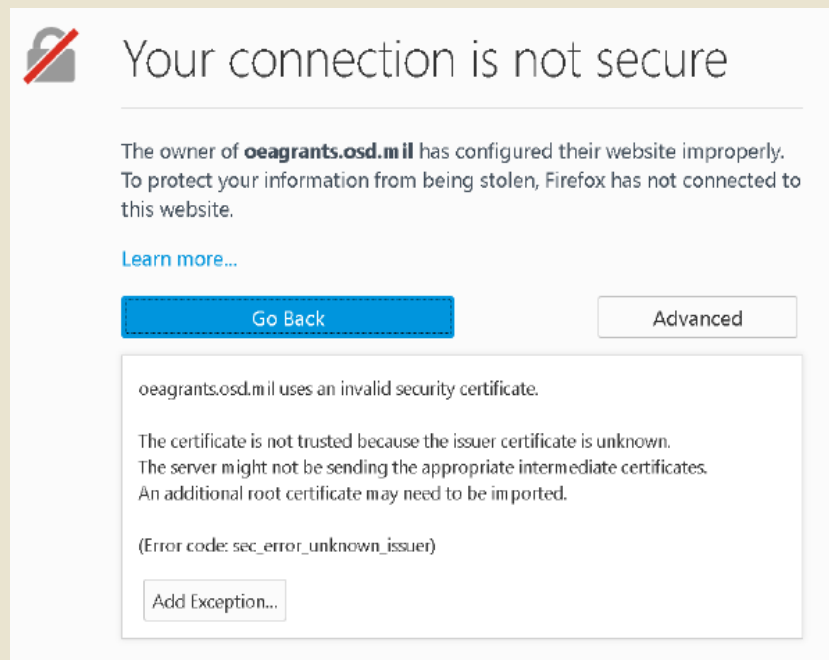 Your connection is not secure
The owner of oeagrants.osd.mil has configured their website improperly.
To protect your information from being stolen, Firefox has not connected to
this website.
Learn more...
Go Back
Advanced
oeagrants.osd.mil uses an invalid security certificate.
The certificate is not trusted because the issuer certificate is unknown.
The server might not be sending the appropriate intermediate certificates.
An additional root certificate may need to be imported.
(Error code: sec_error_unknown_issuer)
Add Exception...